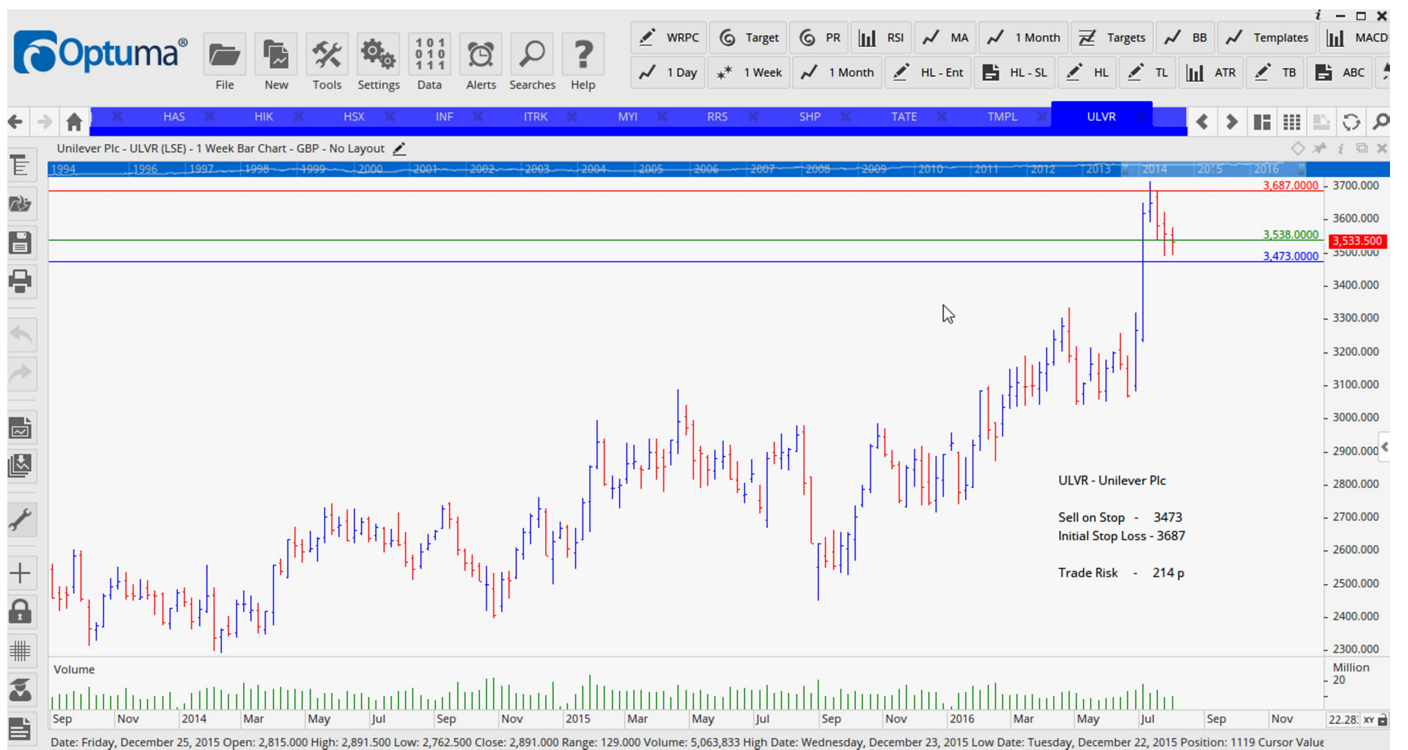 Optuma®
File New Tools Settings Data Alerts Searches Help
WRPC Target PR RSI MA 1 Month Targets BB Templates MACD
1 Day 1 Week 1 Month HL - Ent HL - SL HL TL ATR TB ABC
HAS HIK HSX INF ITRK MYI RRS SHP TATE TMPL ULVR
Unilever Plc - ULVR (LSE) - 1 Week Bar Chart - GBP - No Layout
1994 1996 1997 1998 1999 2000 2001 2002 2003 2004 2005 2006 2007 2008 2009 2010 2011 2012 2013 2014 2015 2016
3,687.0000
3700.000
3600.000
3,538.0000
3,533.500
3500.000
3,473.0000
3400.000
3300.000
3200.000
3100.000
3000.000
2900.000
2800.000
2700.000
2600.000
2500.000
2400.000
2300.000
ULVR - Unilever Plc
Sell on Stop - 3473
Initial Stop Loss - 3687
Trade Risk - 214 p
Volume
Million
20
Sep Nov 2014 Mar May Jul Sep Nov 2015 Mar May Jul Sep Nov 2016 Mar May Jul Sep Nov
22.28 XY
Date: Friday, December 25, 2015 Open: 2,815.000 High: 2,891.500 Low: 2,762.500 Close: 2,891.000 Range: 129.000 Volume: 5,063,833 High Date: Wednesday, December 23, 2015 Low Date: Tuesday, December 22, 2015 Position: 1119 Cursor Value